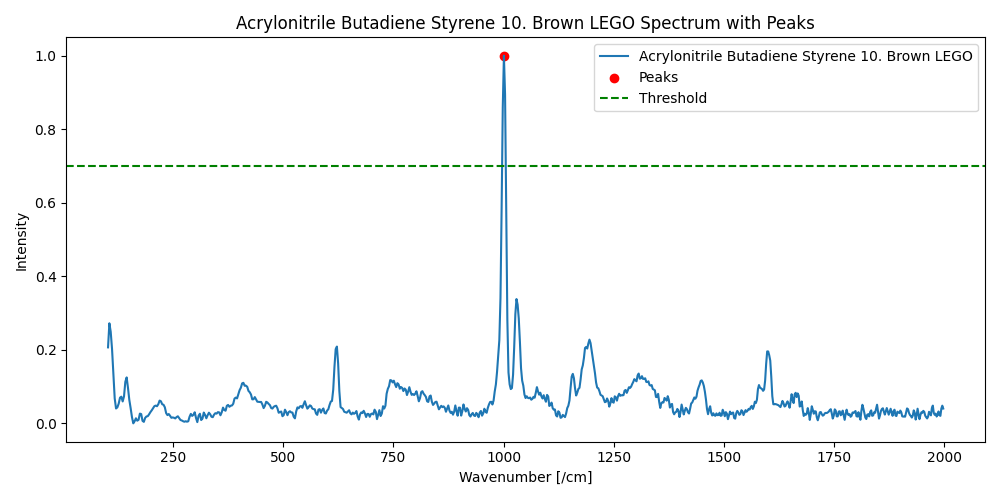 Acrylonitrile Butadiene Styrene 10. Brown LEGO Spectrum with Peaks
Acrylonitrile Butadiene Styrene 10. Brown LEGO
Peaks
Threshold
Intensity
1.0
0.8
0.6
0.4
0.2
0.0
250 500 750 1000 1250 1500 1750 2000
Wavenumber [/cm]